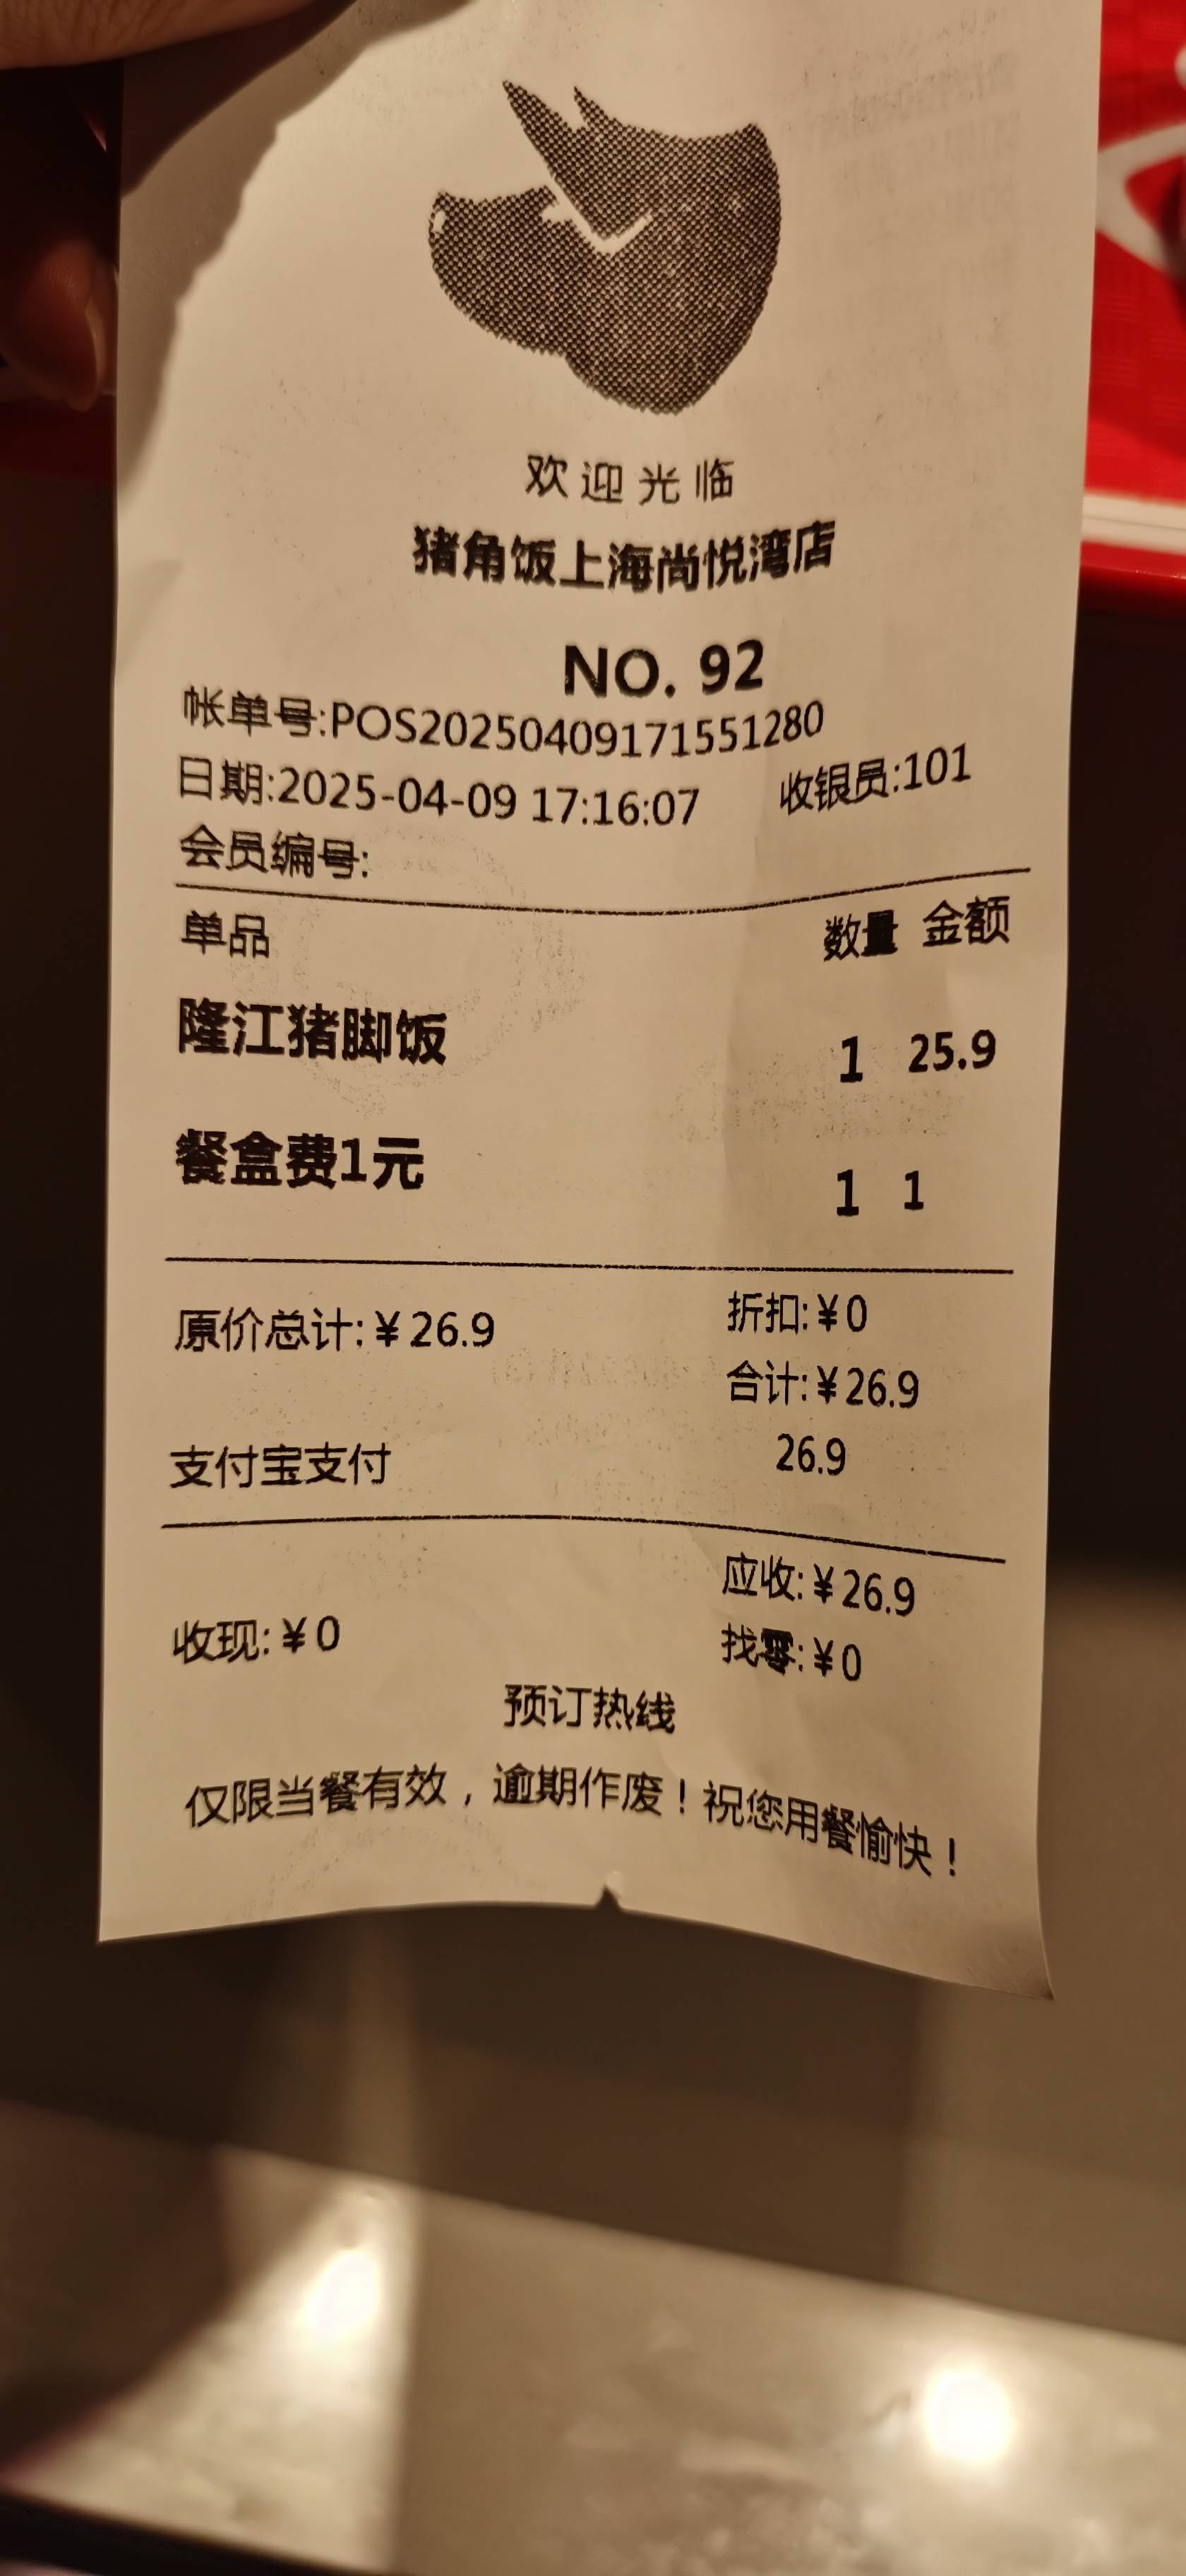 欢迎光临
猪角饭上海尚悦湾店
NO. 92
帐单号:POS20250409171551280
日期:2025-04-09 17:16:07 收银员:101
会员编号:
单品 数量 金额
隆江猪脚饭 1 25.9
餐盒费1元 1 1
原价总计:¥26.9 折扣:¥0
合计:¥26.9
支付宝支付 26.9
应收:¥26.9
收现:¥0 找零:¥0
预订热线
仅限当餐有效，逾期作废！祝您用餐愉快！